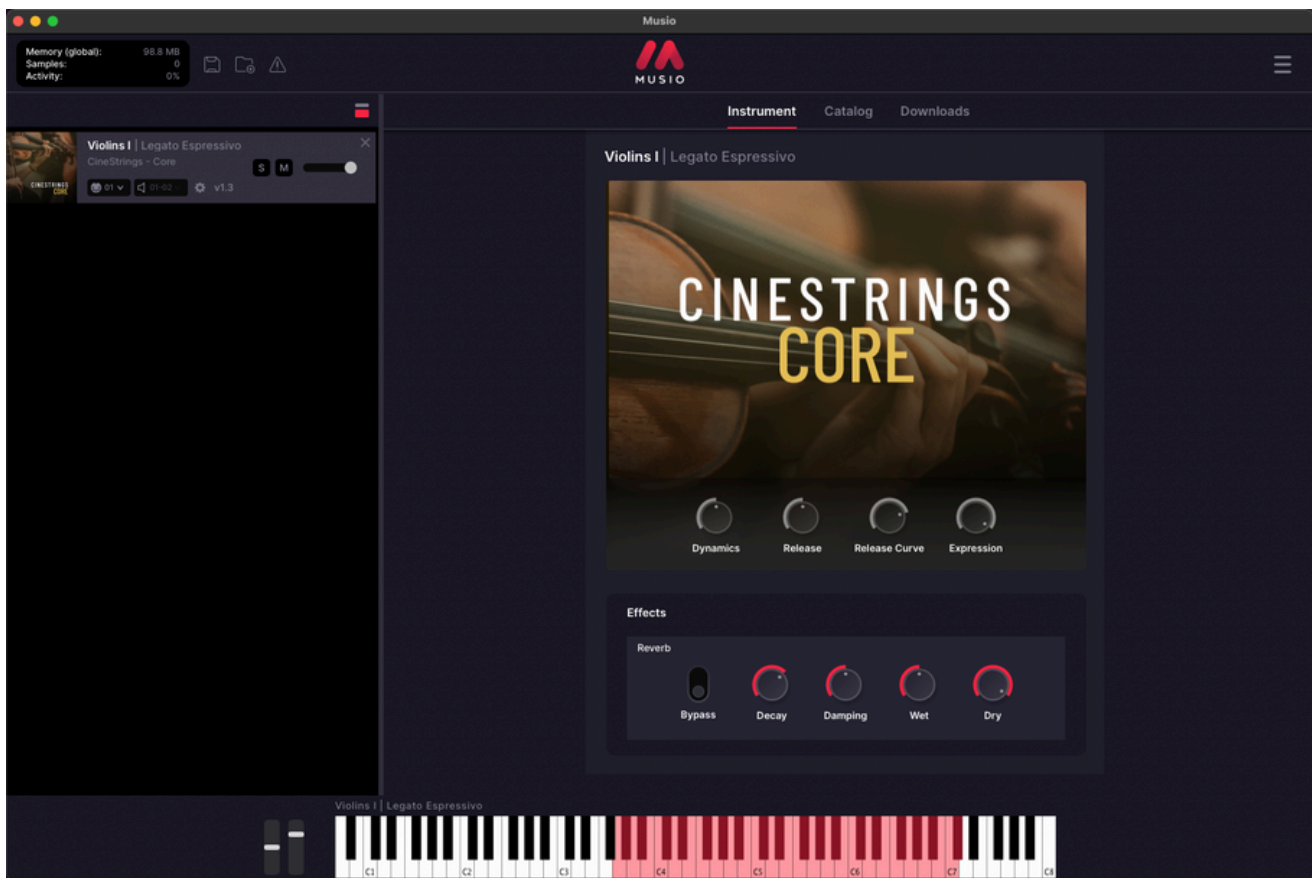 Musio
Memory (global): 98.8 MB
Samples: 0
Activity: 0%
MUSIO
Instrument Catalog Downloads
Violins I | Legato Espressivo
CineStrings - Core
S M
01 01-02 v1.3
CINESTRINGS
CORE
Violins I | Legato Espressivo
CINESTRINGS
CORE
Dynamics Release Release Curve Expression
Effects
Reverb
Bypass Decay Damping Wet Dry
Violins I | Legato Espressivo
C1 C2 C3 C4 C5 C6 C7 C8